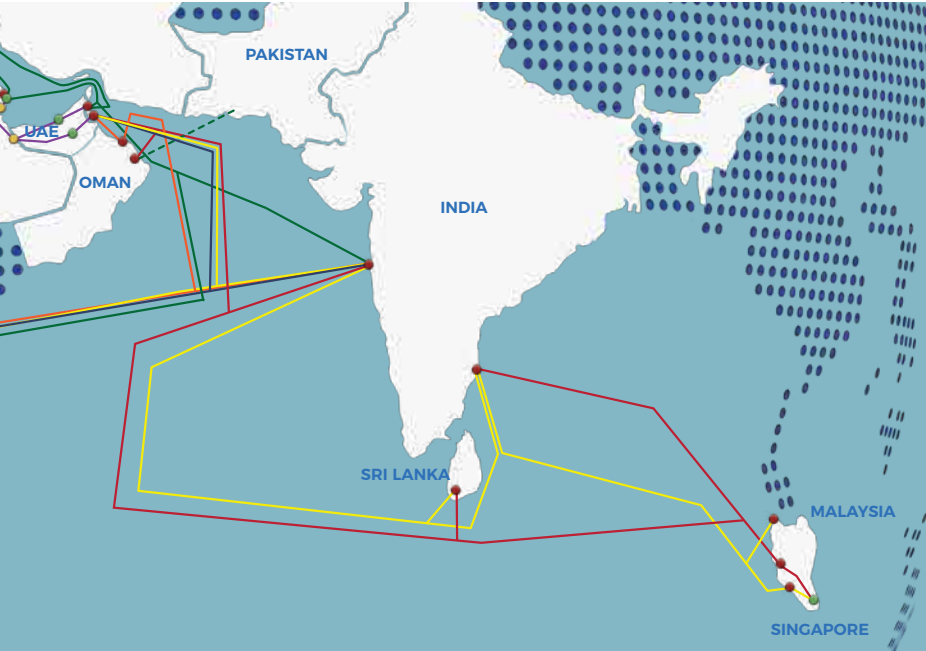 PAKISTAN
UAE
OMAN
INDIA
SRI LANKA
MALAYSIA
SINGAPORE